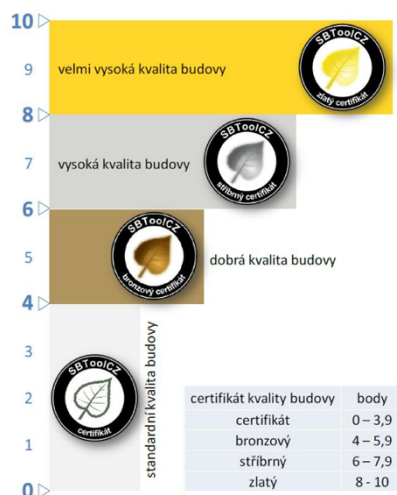 10
9
velmi vysoká kvalita budovy
SBToolCZ
zlatý certifikát
8
7
vysoká kvalita budovy
SBToolCZ
stříbrný certifikát
6
5
SBToolCZ
bronzový certifikát
dobrá kvalita budovy
4
3
2
1
0
SBToolCZ
certifikát
standardní kvalita budovy
certifikát kvality budovy body
certifikát 0 – 3,9
bronzový 4 – 5,9
stříbrný 6 – 7,9
zlatý 8 - 10